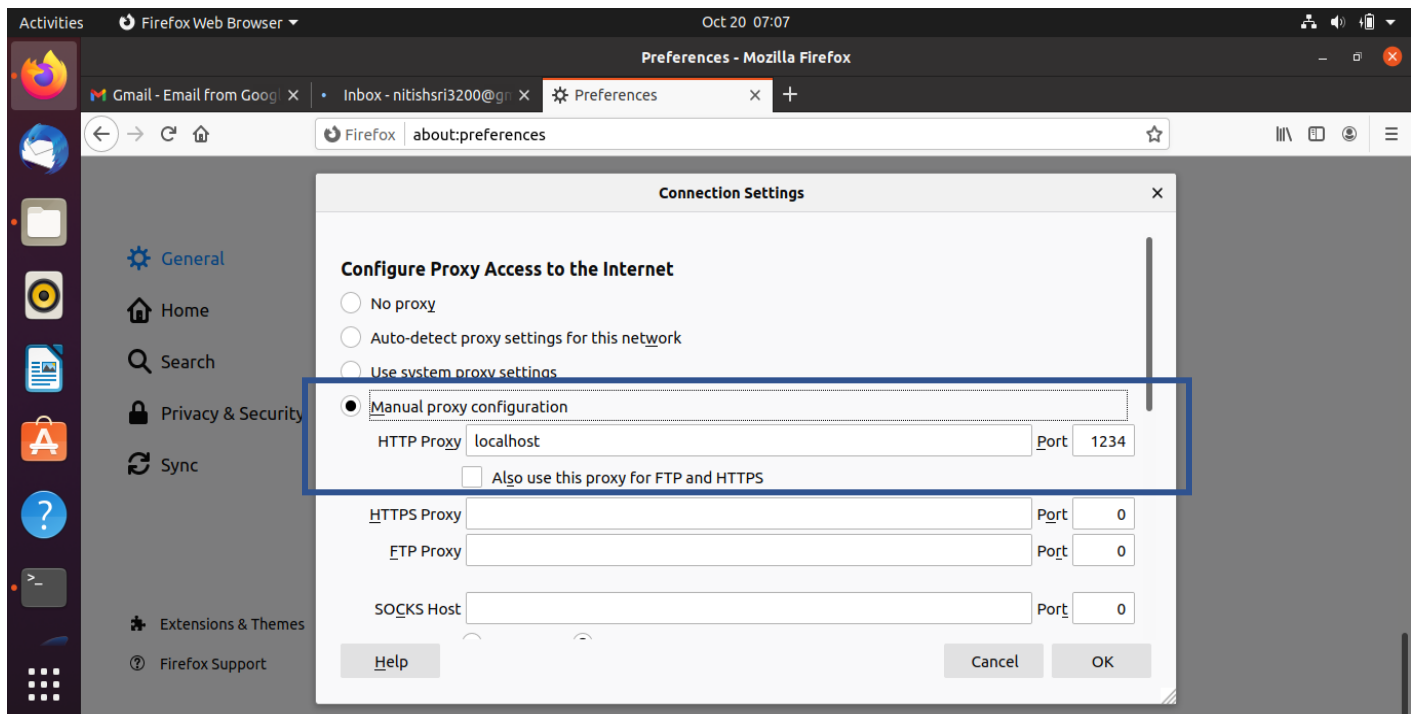 Activities Firefox Web Browser Oct 20 07:07
Preferences - Mozilla Firefox
Gmail - Email from Googl Inbox - nitishsri3200@gm Preferences
Firefox about:preferences
Connection Settings
General
Home
Search
Privacy & Security
Sync
Extensions & Themes
Firefox Support
Configure Proxy Access to the Internet
No proxy
Auto-detect proxy settings for this network
Use system proxy settings
Manual proxy configuration
HTTP Proxy localhost Port 1234
Also use this proxy for FTP and HTTPS
HTTPS Proxy Port 0
FTP Proxy Port 0
SOCKS Host Port 0
Help Cancel OK